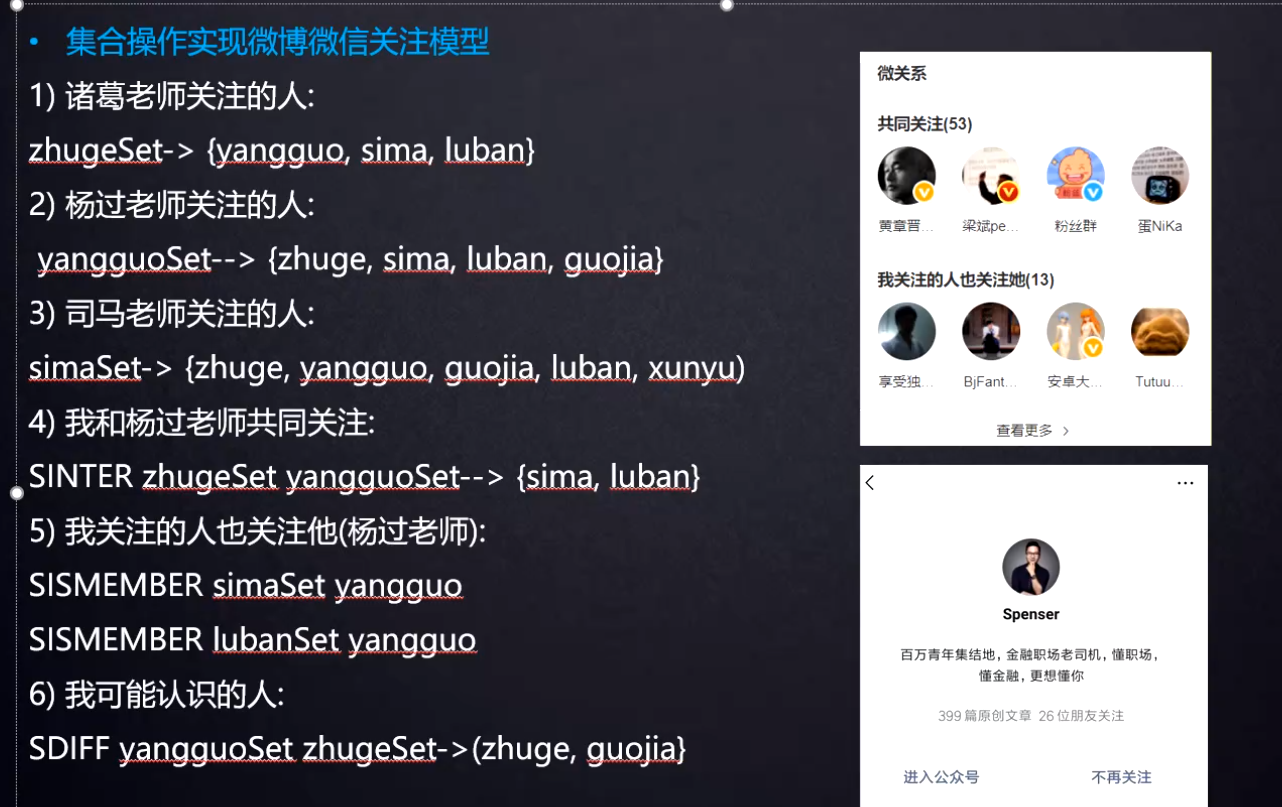 • 集合操作实现微博微信关注模型
1) 诸葛老师关注的人:
zhugeSet-> {yangguo, sima, luban}
2) 杨过老师关注的人:
yangguoSet--> {zhuge, sima, luban, guojia}
3) 司马老师关注的人:
simaSet-> {zhuge, yangguo, guojia, luban, xunyu)
4) 我和杨过老师共同关注:
SINTER zhugeSet yangguoSet--> {sima, luban}
5) 我关注的人也关注他(杨过老师):
SISMEMBER simaSet yangguo
SISMEMBER lubanSet yangguo
6) 我可能认识的人:
SDIFF yangguoSet zhugeSet->(zhuge, guojia}
微关系
共同关注(53)
黄章晋... 梁斌pe... 粉丝群 蛋NiKa
我关注的人也关注她(13)
享受独... BjFant... 安卓大... Tutuu...
查看更多 >
< ...
Spenser
百万青年集结地，金融职场老司机，懂职场，
懂金融，更想懂你
399篇原创文章 26位朋友关注
进入公众号 不再关注